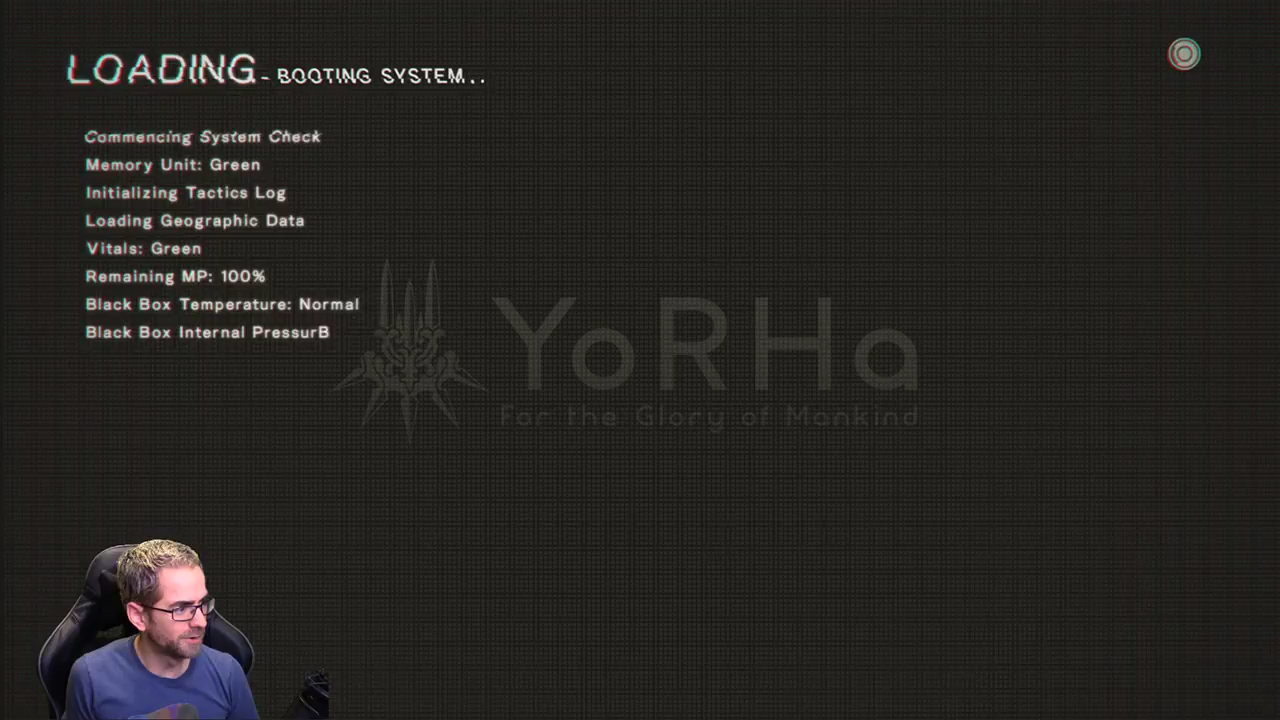 LOADING - BOOTING SYSTEM..
Commencing System Check
Memory Unit: Green
Initializing Tactics Log
Loading Geographic Data
Vitals: Green
Remaining MP: 100%
Black Box Temperature: Normal
Black Box Internal PressurB
YoRHa
For the Glory of Mankind